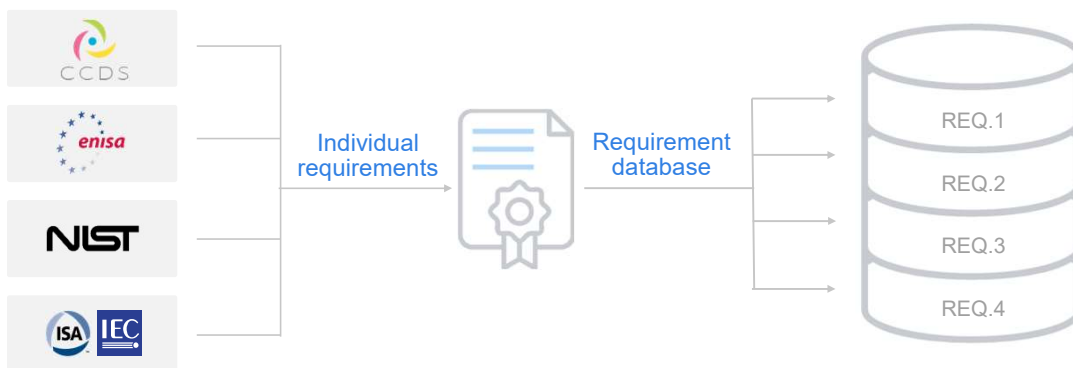 CCDS
enisa
NIST
ISA
IEC
Individual
requirements
Requirement
database
REQ.1
REQ.2
REQ.3
REQ.4